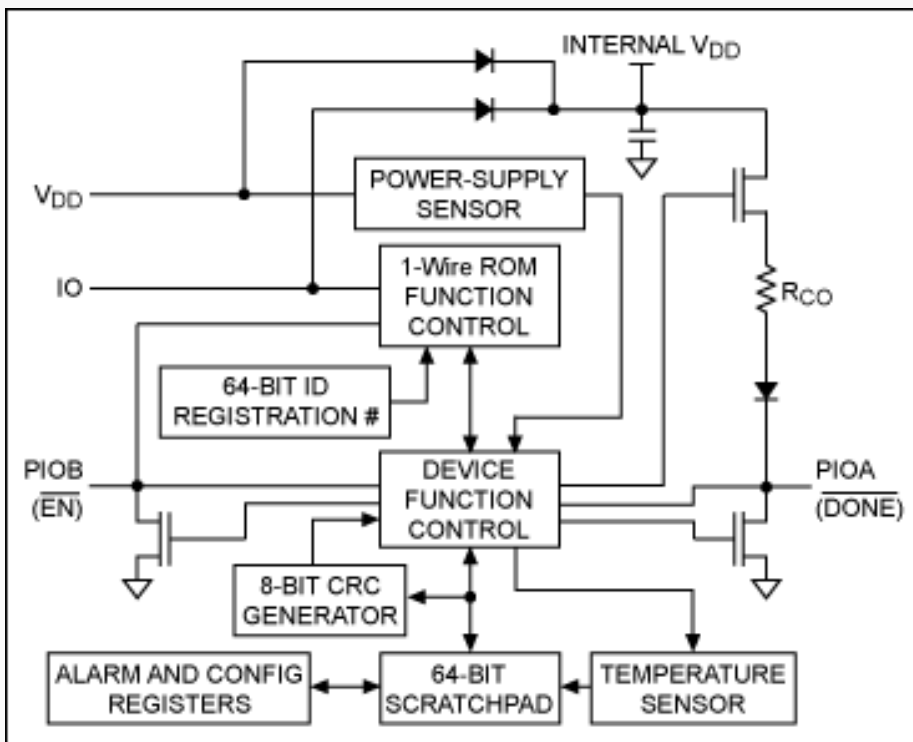 INTERNAL VDD
VDD
POWER-SUPPLY
SENSOR
IO
1-Wire ROM
FUNCTION
CONTROL
RCO
64-BIT ID
REGISTRATION #
PIOB
(EN)
DEVICE
FUNCTION
CONTROL
PIOA
(DONE)
8-BIT CRC
GENERATOR
ALARM AND CONFIG
REGISTERS
64-BIT
SCRATCHPAD
TEMPERATURE
SENSOR